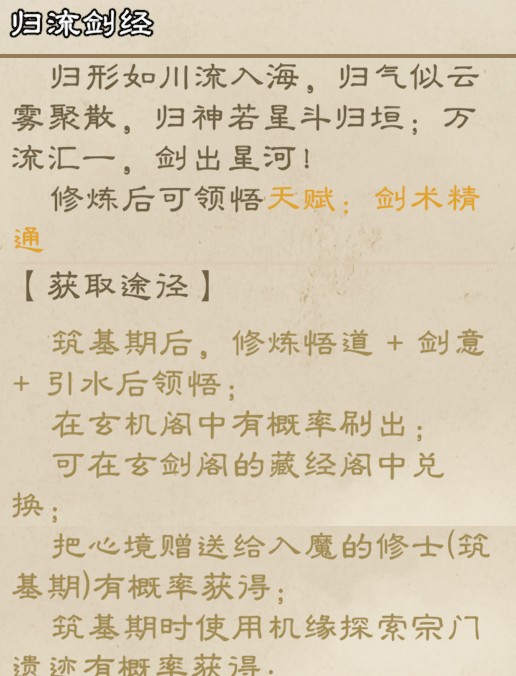 归流剑经
归形如川流入海，归气似云
雾聚散，归神若星斗归垣；万
流汇一，剑出星河！
修炼后可领悟天赋：剑术精
通
【获取途径】
筑基期后，修炼悟道 + 剑意
+ 引水后领悟；
在玄机阁中有概率刷出；
可在玄剑阁的藏经阁中兑
换；
把心境赠送给入魔的修士(筑
基期)有概率获得；
筑基期时使用机缘探索宗门
遗迹有概率获得；